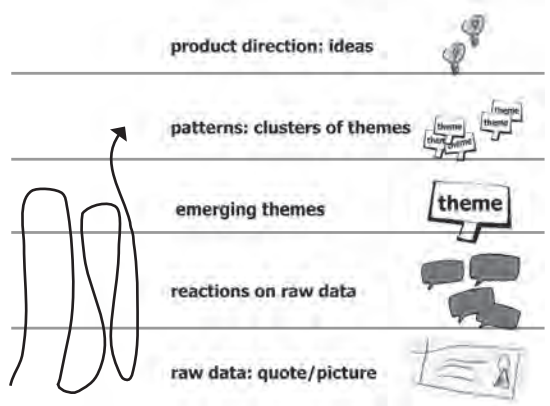 product direction: ideas
patterns: clusters of themes
theme
theme
theme
theme
emerging themes
theme
reactions on raw data
raw data: quote/picture